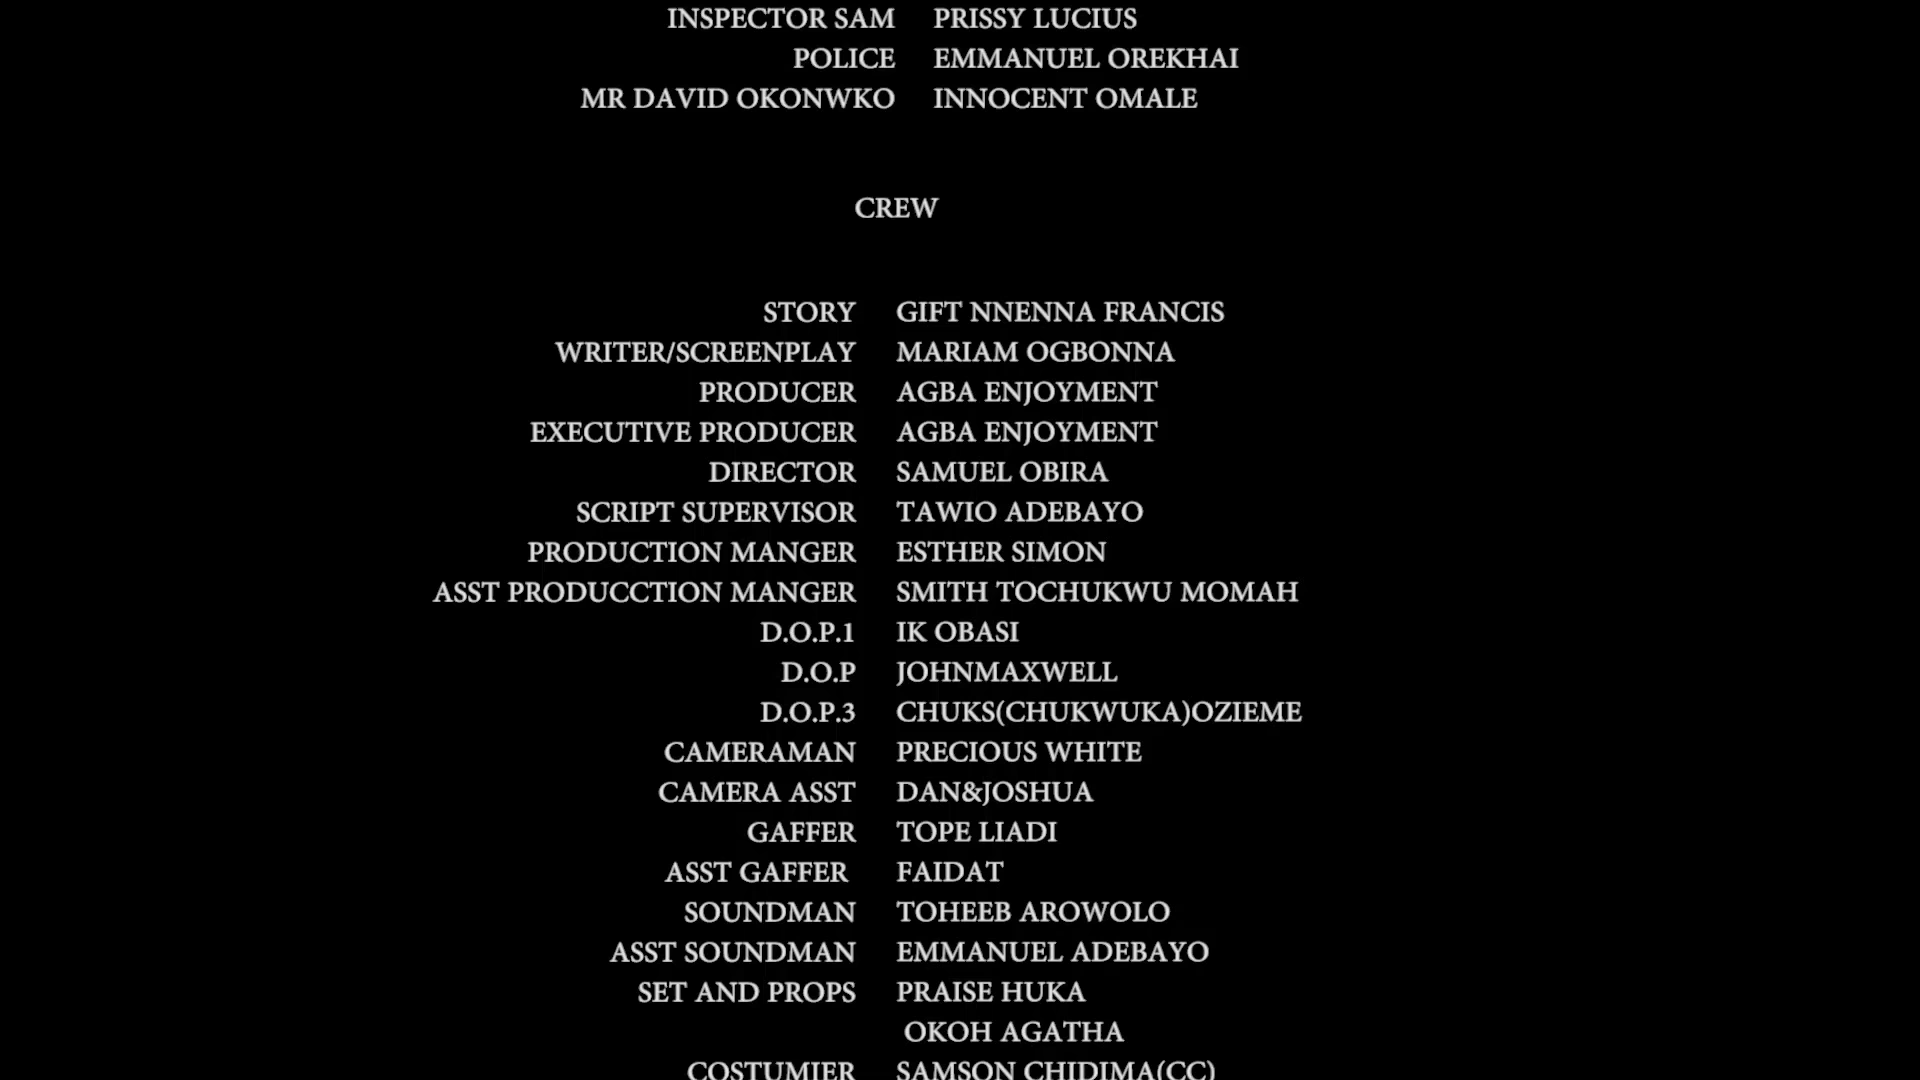 INSPECTOR SAM PRISSY LUCIUS
POLICE EMMANUEL OREKHAI
MR DAVID OKONWKO INNOCENT OMALE
CREW
STORY GIFT NNENNA FRANCIS
WRITER/SCREENPLAY MARIAM OGBONNA
PRODUCER AGBA ENJOYMENT
EXECUTIVE PRODUCER AGBA ENJOYMENT
DIRECTOR SAMUEL OBIRA
SCRIPT SUPERVISOR TAWIO ADEBAYO
PRODUCTION MANGER ESTHER SIMON
ASST PRODUCCTION MANGER SMITH TOCHUKWU MOMAH
D.O.P.1 IK OBASI
D.O.P JOHNMAXWELL
D.O.P.3 CHUKS(CHUKWUKA)OZIEME
CAMERAMAN PRECIOUS WHITE
CAMERA ASST DAN&JOSHUA
GAFFER TOPE LIADI
ASST GAFFER FAIDAT
SOUNDMAN TOHEEB AROWOLO
ASST SOUNDMAN EMMANUEL ADEBAYO
SET AND PROPS PRAISE HUKA
OKOH AGATHA
COSTUMIER SAMSON CHIDIMA(CC)